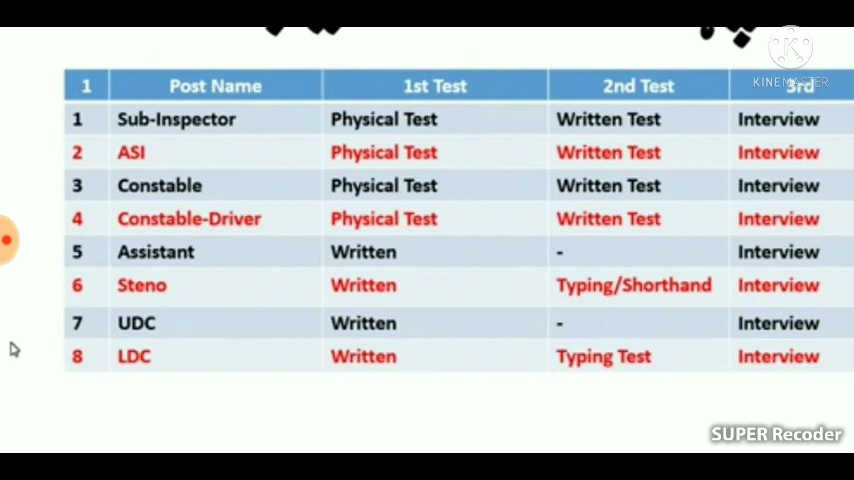 KINEMASTER
1 Post Name 1st Test 2nd Test 3rd
1 Sub-Inspector Physical Test Written Test Interview
2 ASI Physical Test Written Test Interview
3 Constable Physical Test Written Test Interview
4 Constable-Driver Physical Test Written Test Interview
5 Assistant Written - Interview
6 Steno Written Typing/Shorthand Interview
7 UDC Written - Interview
8 LDC Written Typing Test Interview
SUPER Recoder